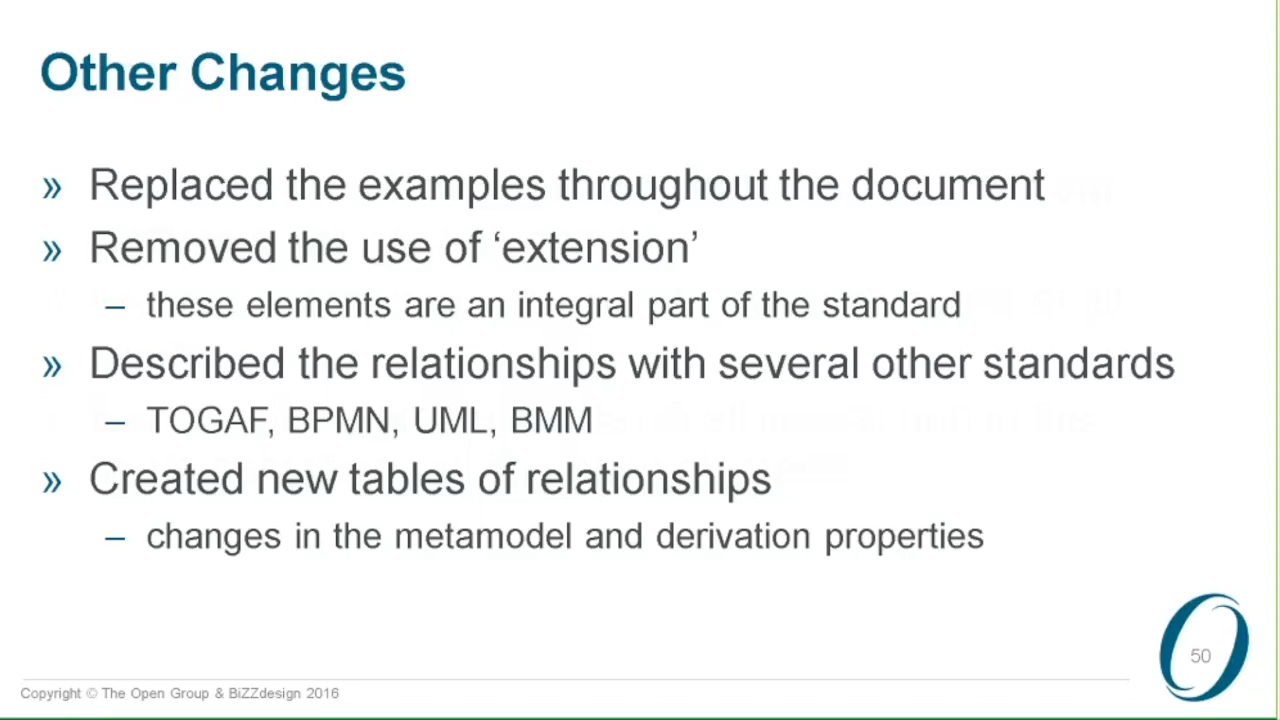 Other Changes
» Replaced the examples throughout the document
» Removed the use of ‘extension’
– these elements are an integral part of the standard
» Described the relationships with several other standards
– TOGAF, BPMN, UML, BMM
» Created new tables of relationships
– changes in the metamodel and derivation properties
50
Copyright © The Open Group & BiZZdesign 2016